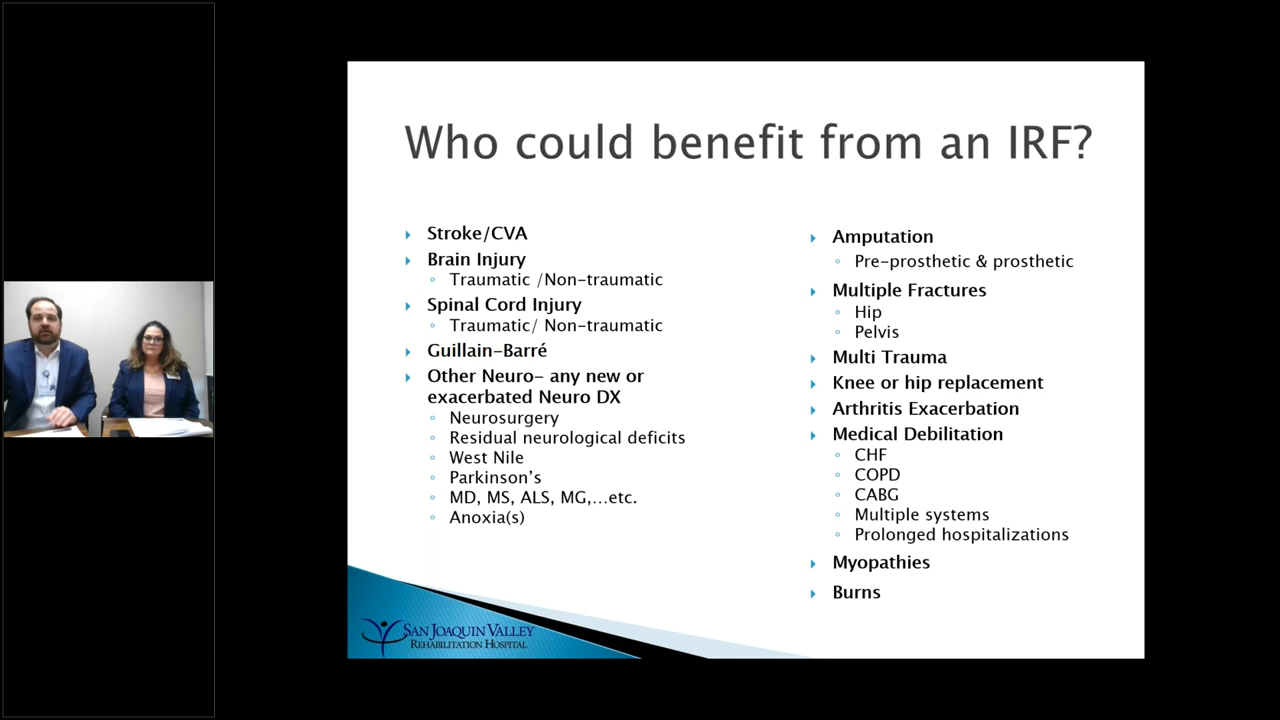 Who could benefit from an IRF?
Stroke/CVA
Brain Injury
Traumatic /Non-traumatic
Spinal Cord Injury
Traumatic/ Non-traumatic
Guillain-Barré
Other Neuro- any new or
exacerbated Neuro DX
Neurosurgery
Residual neurological deficits
West Nile
Parkinson's
MD, MS, ALS, MG,...etc.
Anoxia(s)
Amputation
Pre-prosthetic & prosthetic
Multiple Fractures
Hip
Pelvis
Multi Trauma
Knee or hip replacement
Arthritis Exacerbation
Medical Debilitation
CHF
COPD
CABG
Multiple systems
Prolonged hospitalizations
Myopathies
Burns
SAN JOAQUIN VALLEY
REHABILITATION HOSPITAL